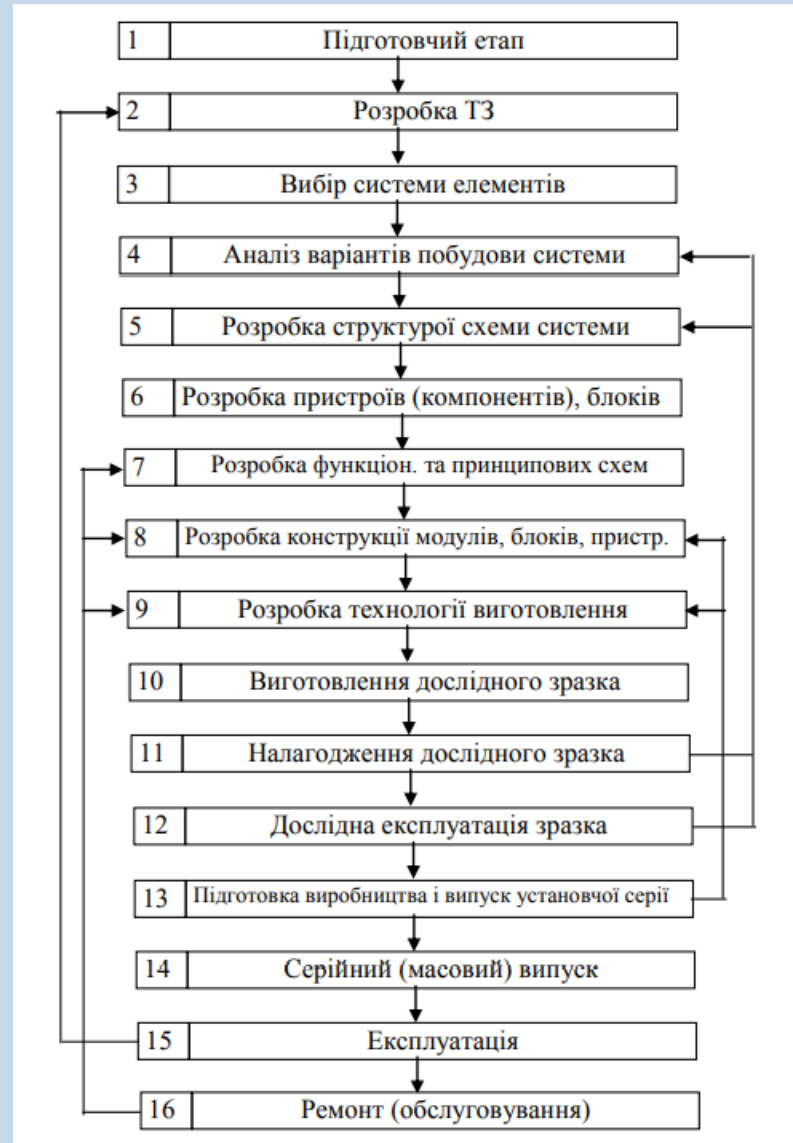 1 Підготовчий етап
2 Розробка ТЗ
3 Вибір системи елементів
4 Аналіз варіантів побудови системи
5 Розробка структурої схеми системи
6 Розробка пристроїв (компонентів), блоків
7 Розробка функціон. та принципових схем
8 Розробка конструкції модулів, блоків, пристр.
9 Розробка технології виготовлення
10 Виготовлення дослідного зразка
11 Налагодження дослідного зразка
12 Дослідна експлуатація зразка
13 Підготовка виробництва і випуск установчої серії
14 Серійний (масовий) випуск
15 Експлуатація
16 Ремонт (обслуговування)